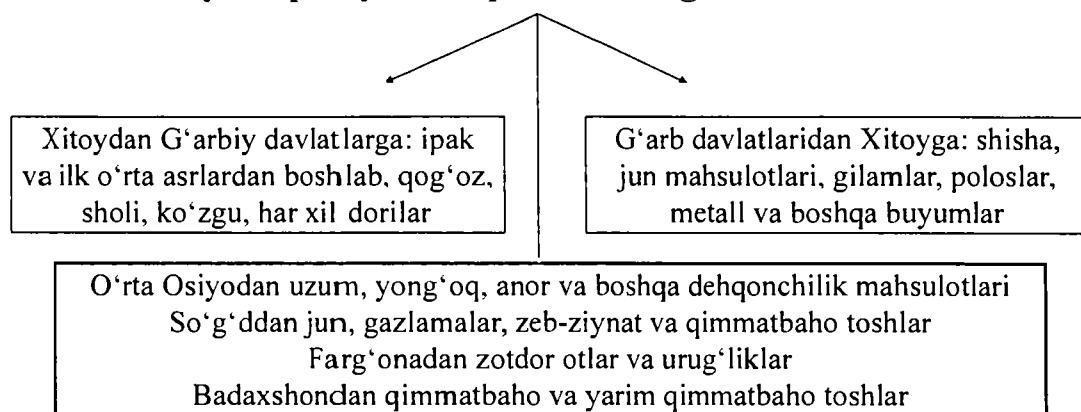 Xitoydan G‘arbiy davlatlarga: ipak
va ilk o‘rta asrlardan boshlab, qog‘oz,
sholi, ko‘zgu, har xil dorilar
G‘arb davlatlaridan Xitoyga: shisha,
jun mahsulotlari, gilamlar, poloslar,
metall va boshqa buyumlar
O‘rta Osiyodan uzum, yong‘oq, anor va boshqa dehqonchilik mahsulotlari
So‘g‘ddan jun, gazlamalar, zeb-ziynat va qimmatbaho toshlar
Farg‘onadan zotdor otlar va urug‘liklar
Badaxshondan qimmatbaho va yarim qimmatbaho toshlar